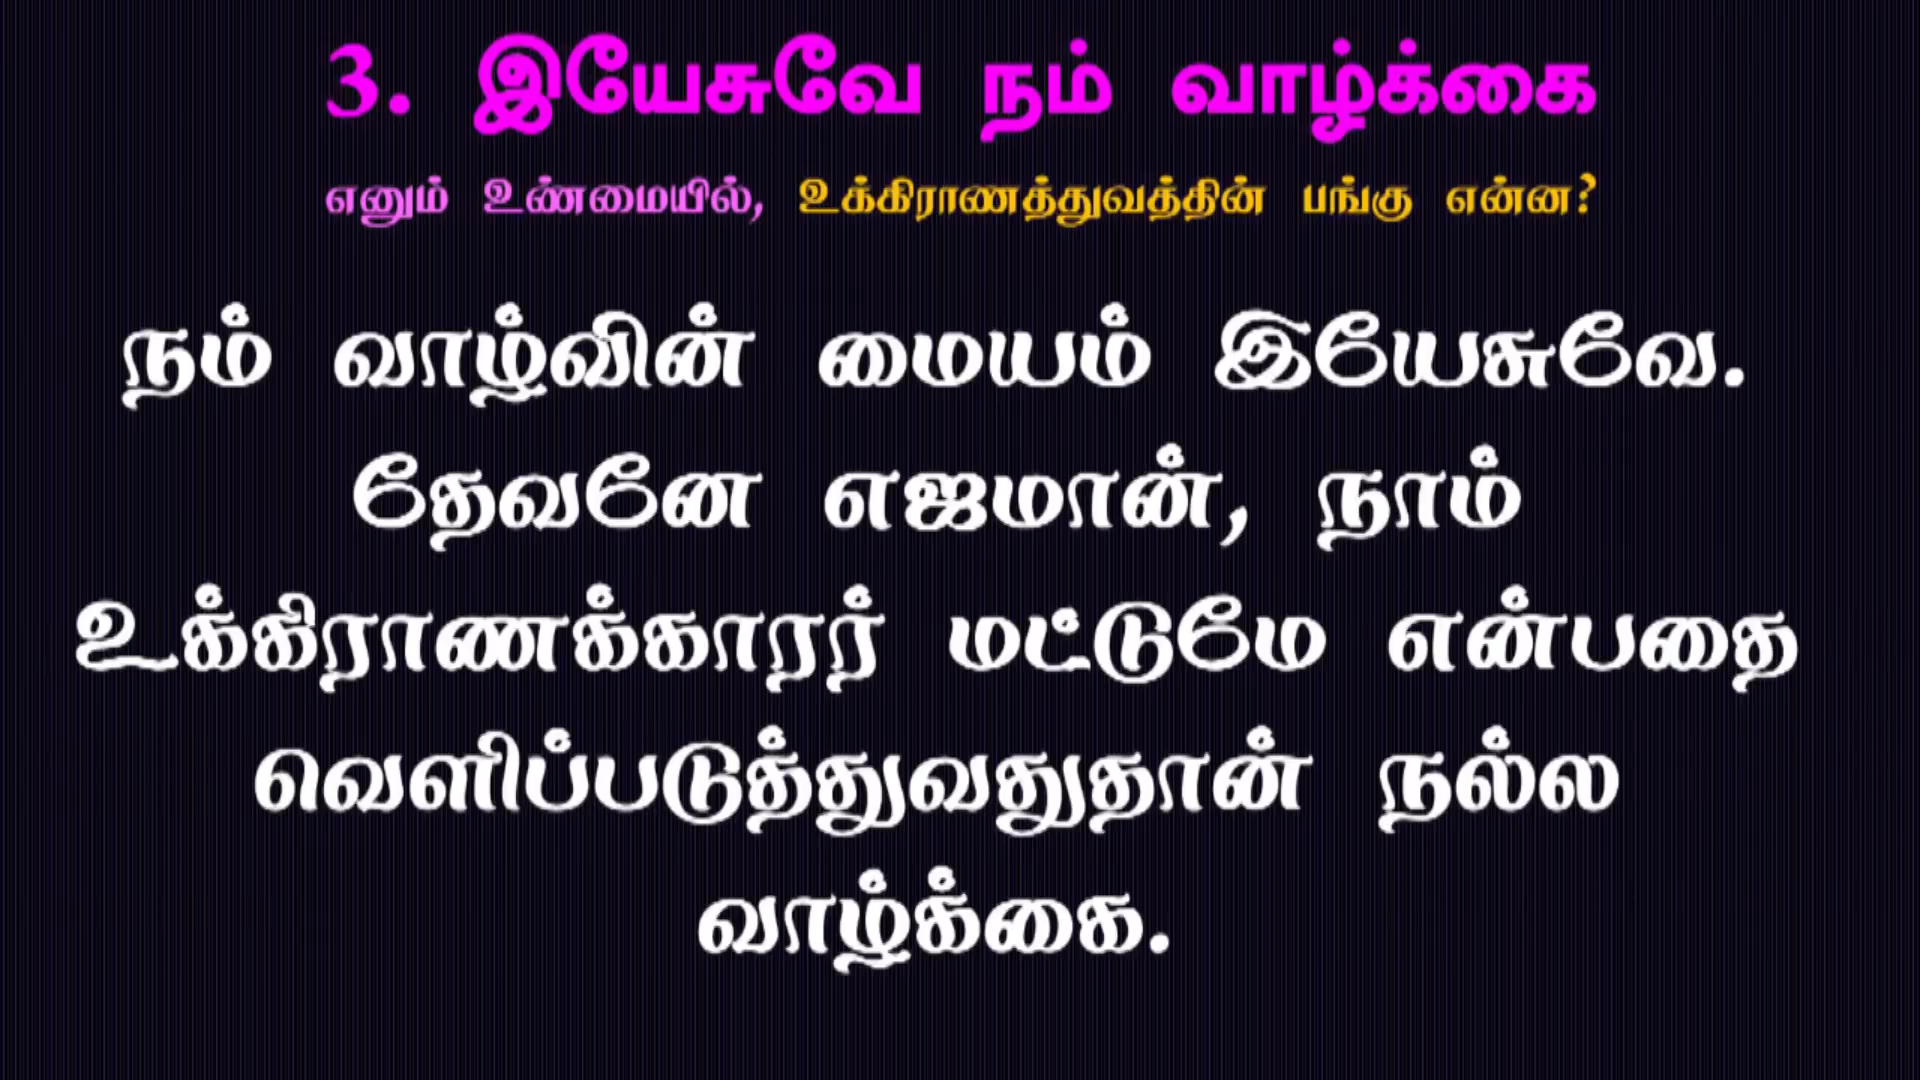 3. இயேசுவே நம் வாழ்க்கை
எனும் உண்மையில், உக்கிராணத்துவத்தின் பங்கு என்ன?
நம் வாழ்வின் மையம் இயேசுவே.
தேவனே எஜமான், நாம்
உக்கிராணக்காரர் மட்டுமே என்பதை
வெளிப்படுத்துவதுதான் நல்ல
வாழ்க்கை.